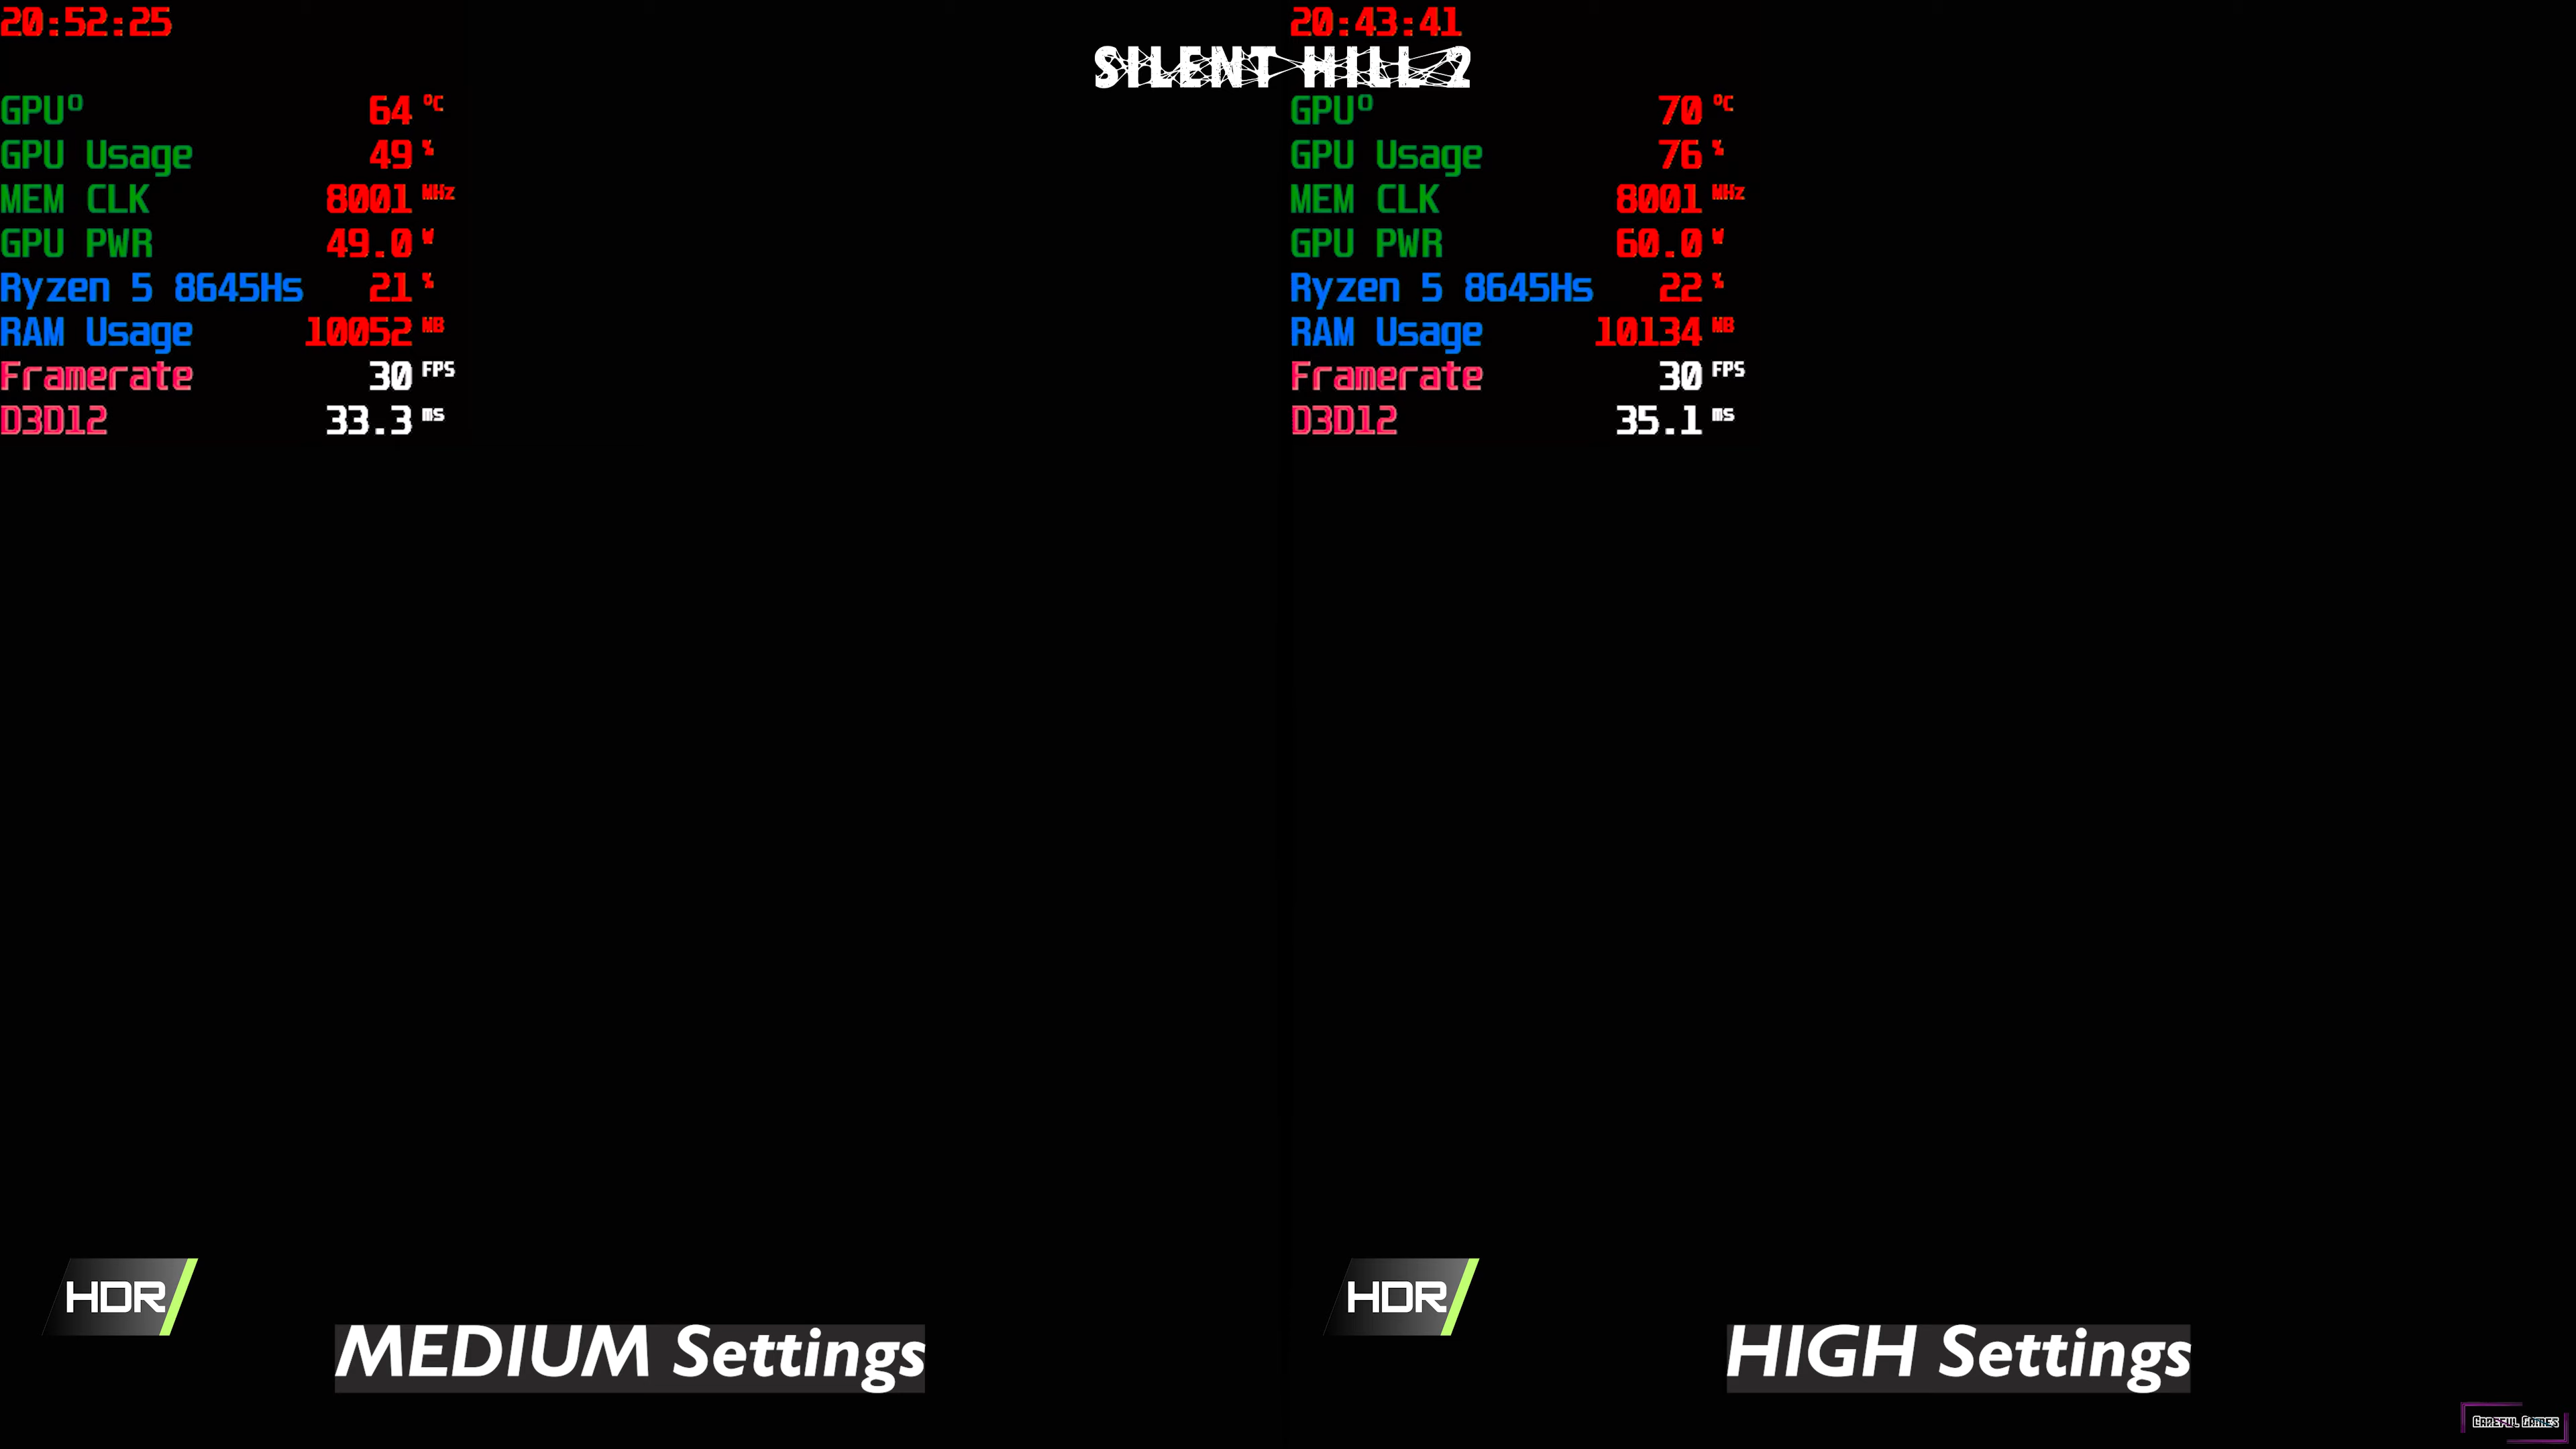 20:52:25
20:43:41
SILENT HILL 2
GPU° 64 °C
GPU Usage 49 %
MEM CLK 8001 MHz
GPU PWR 49.0 W
Ryzen 5 8645Hs 21 %
RAM Usage 10052 MB
Framerate 30 FPS
D3D12 33.3 ms
GPU° 70 °C
GPU Usage 76 %
MEM CLK 8001 MHz
GPU PWR 60.0 W
Ryzen 5 8645Hs 22 %
RAM Usage 10134 MB
Framerate 30 FPS
D3D12 35.1 ms
HDR
MEDIUM Settings
HDR
HIGH Settings
CAREFUL GAMES